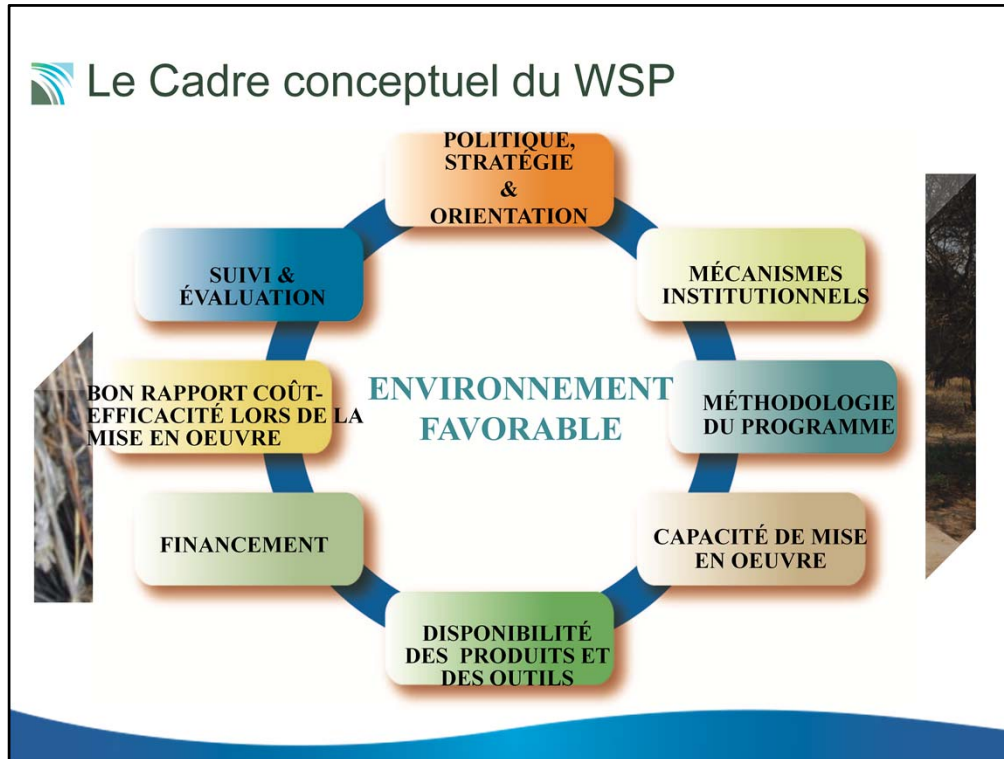 Le Cadre conceptuel du WSP
POLITIQUE,
STRATÉGIE
&
ORIENTATION
MÉCANISMES
INSTITUTIONNELS
MÉTHODOLOGIE
DU PROGRAMME
CAPACITÉ DE MISE
EN OEUVRE
DISPONIBILITÉ
DES PRODUITS ET
DES OUTILS
FINANCEMENT
BON RAPPORT COÛT-
EFFICACITÉ LORS DE LA
MISE EN OEUVRE
SUIVI &
ÉVALUATION
ENVIRONNEMENT
FAVORABLE